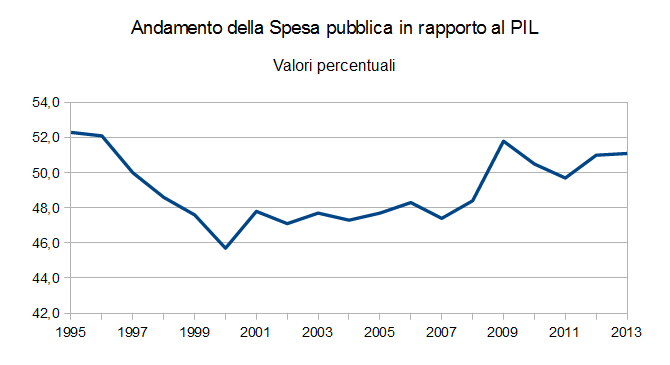 Andamento della Spesa pubblica in rapporto al PIL
Valori percentuali
54,0
52,0
50,0
48,0
46,0
44,0
42,0
1995 1997 1999 2001 2003 2005 2007 2009 2011 2013